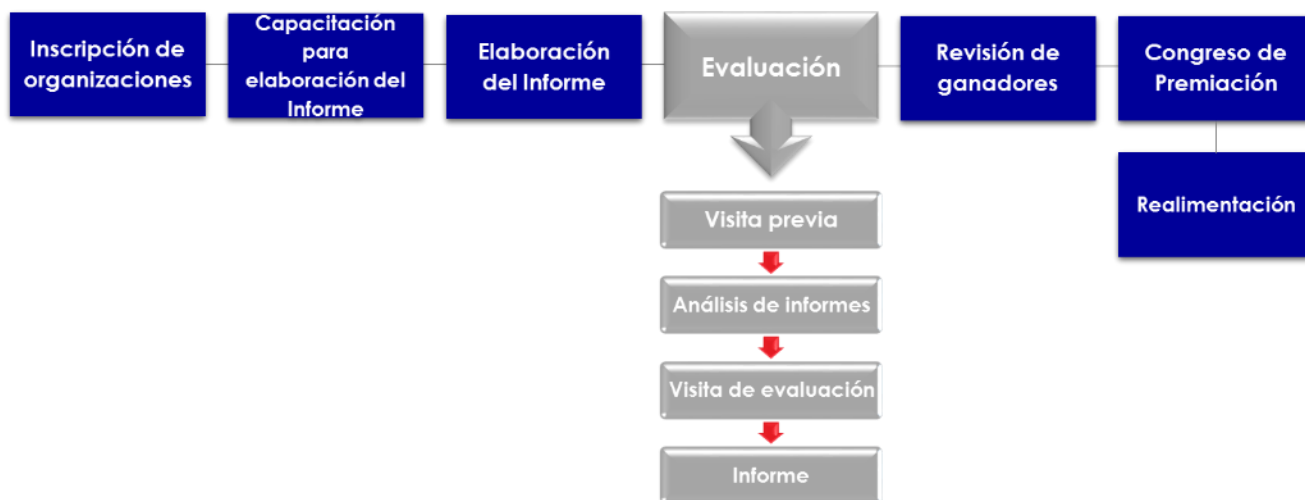 Inscripción de
organizaciones
Capacitación
para
elaboración del
Informe
Elaboración
del Informe
Evaluación
Revisión de
ganadores
Congreso de
Premiación
Realimentación
Visita previa
Análisis de informes
Visita de evaluación
Informe